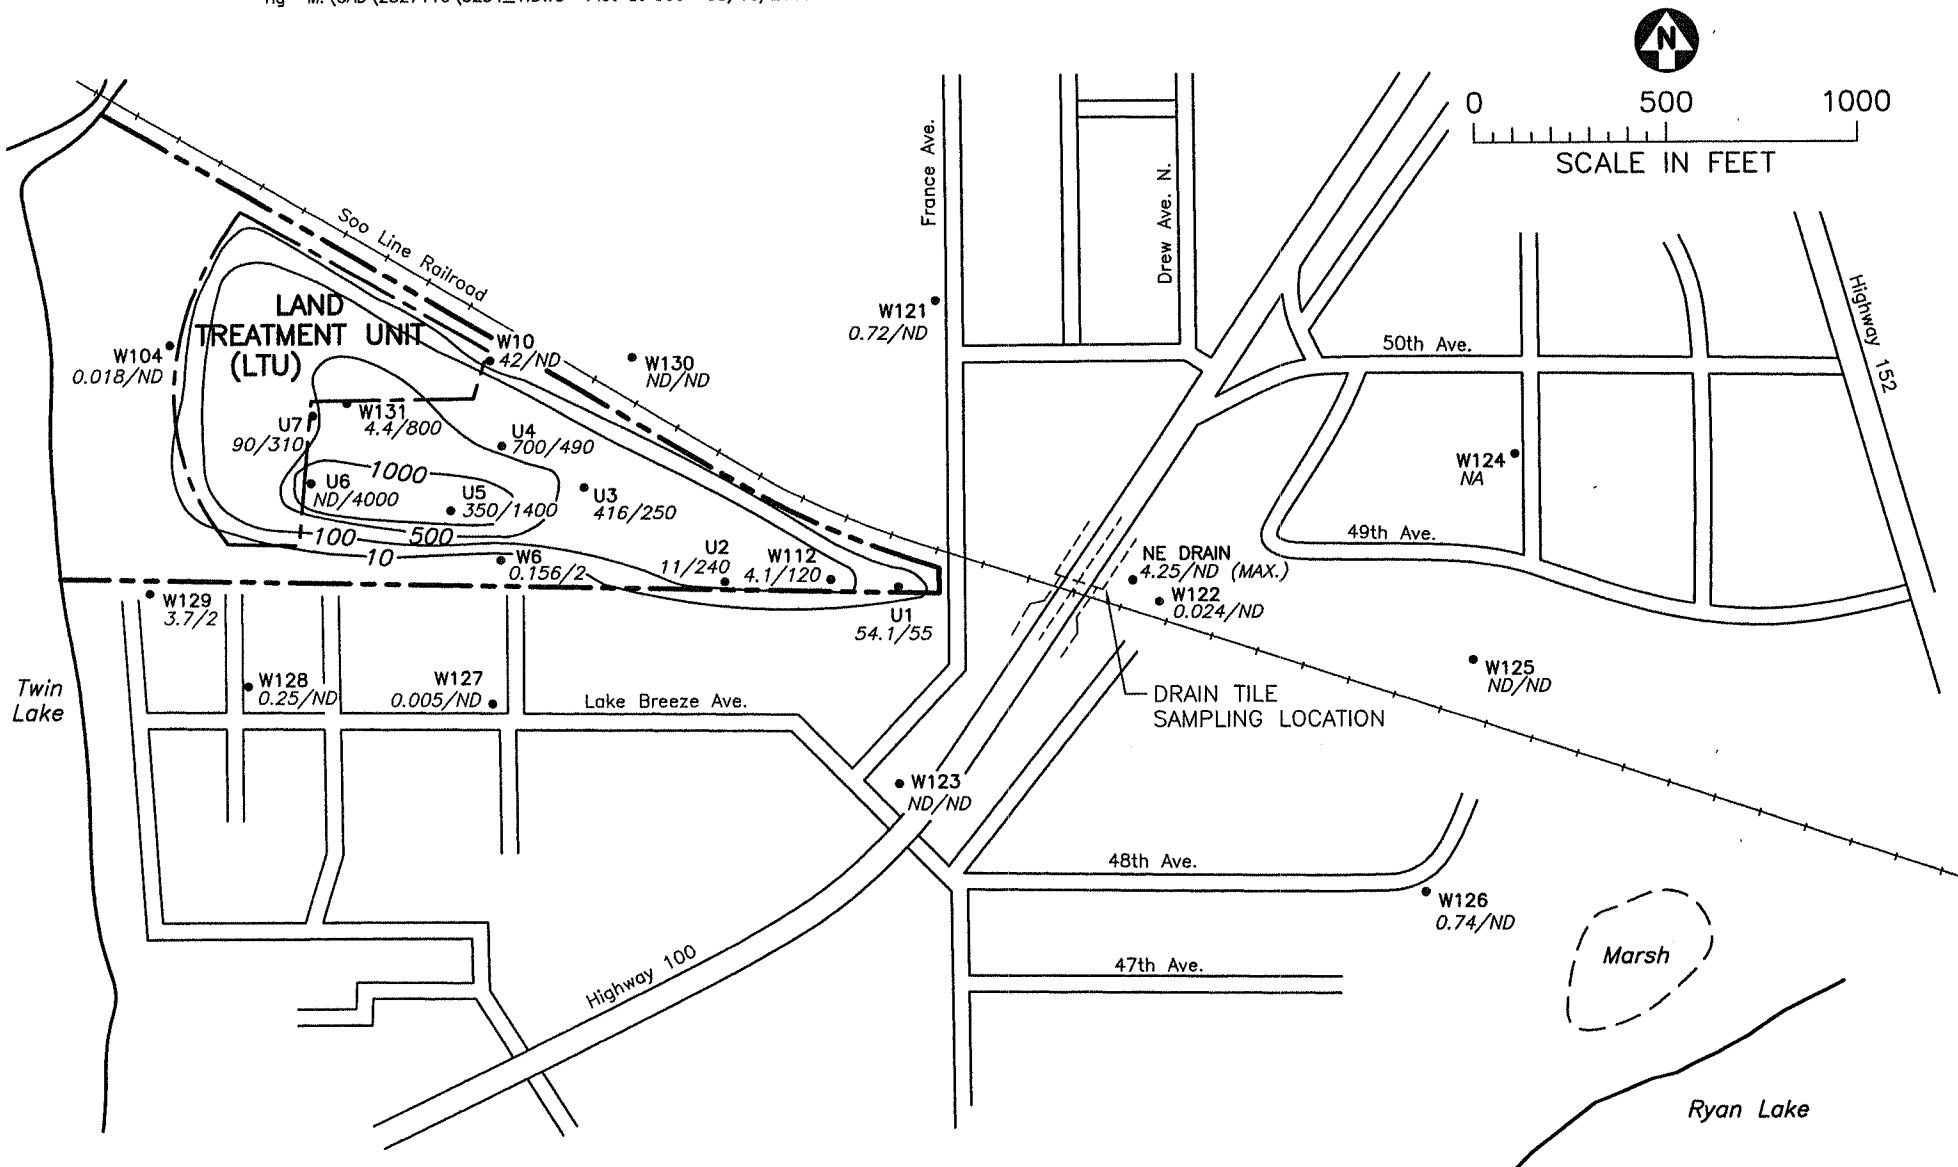 N
0 500 1000
SCALE IN FEET
France Ave.
Drew Ave. N.
Soo Line Railroad
Highway 152
LAND
TREATMENT UNIT
(LTU)
W104
0.018/ND
W10
42/ND
W130
ND/ND
W121
0.72/ND
50th Ave.
W131
4.4/800
U7
90/310
U4
700/490
W124
NA
1000
U6
ND/4000
U5
350/1400
U3
416/250
100
500
10
49th Ave.
W6
0.156/2
U2
11/240
W112
4.1/120
NE DRAIN
4.25/ND (MAX.)
W122
0.024/ND
W129
3.7/2
U1
54.1/55
W125
ND/ND
Twin
Lake
W128
0.25/ND
W127
0.005/ND
Lake Breeze Ave.
DRAIN TILE
SAMPLING LOCATION
W123
ND/ND
48th Ave.
W126
0.74/ND
Highway 100
47th Ave.
Marsh
Ryan Lake